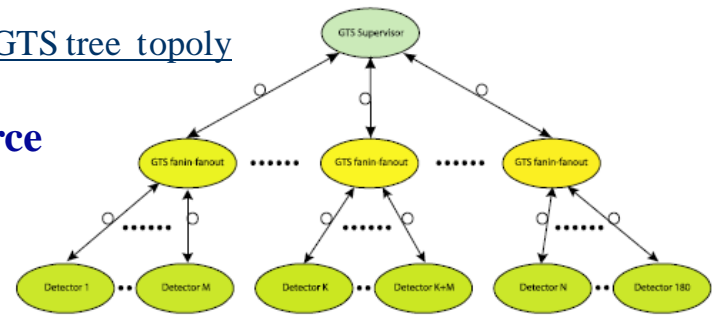 GTS tree topoly
rce
GTS Supervisor
GTS fanin-fanout
GTS fanin-fanout
GTS fanin-fanout
Detector 1
Detector M
Detector K
Detector K+M
Detector N
Detector 180